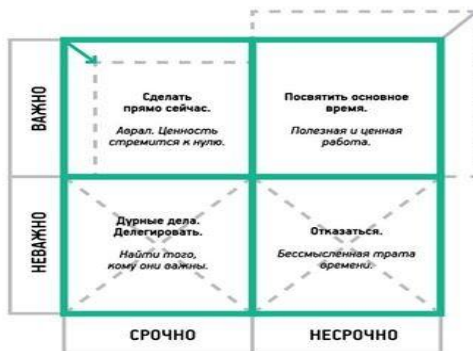 ВАЖНО
Сделать
прямо сейчас.
Аврал. Ценность
стремится к нулю.
Посвятить основное
время.
Полезная и ценная
работа.
НЕВАЖНО
Дурные дела.
Делегировать.
Найти того,
кому они важны.
Отказаться.
Бессмысленная трата
времени.
СРОЧНО
НЕСРОЧНО